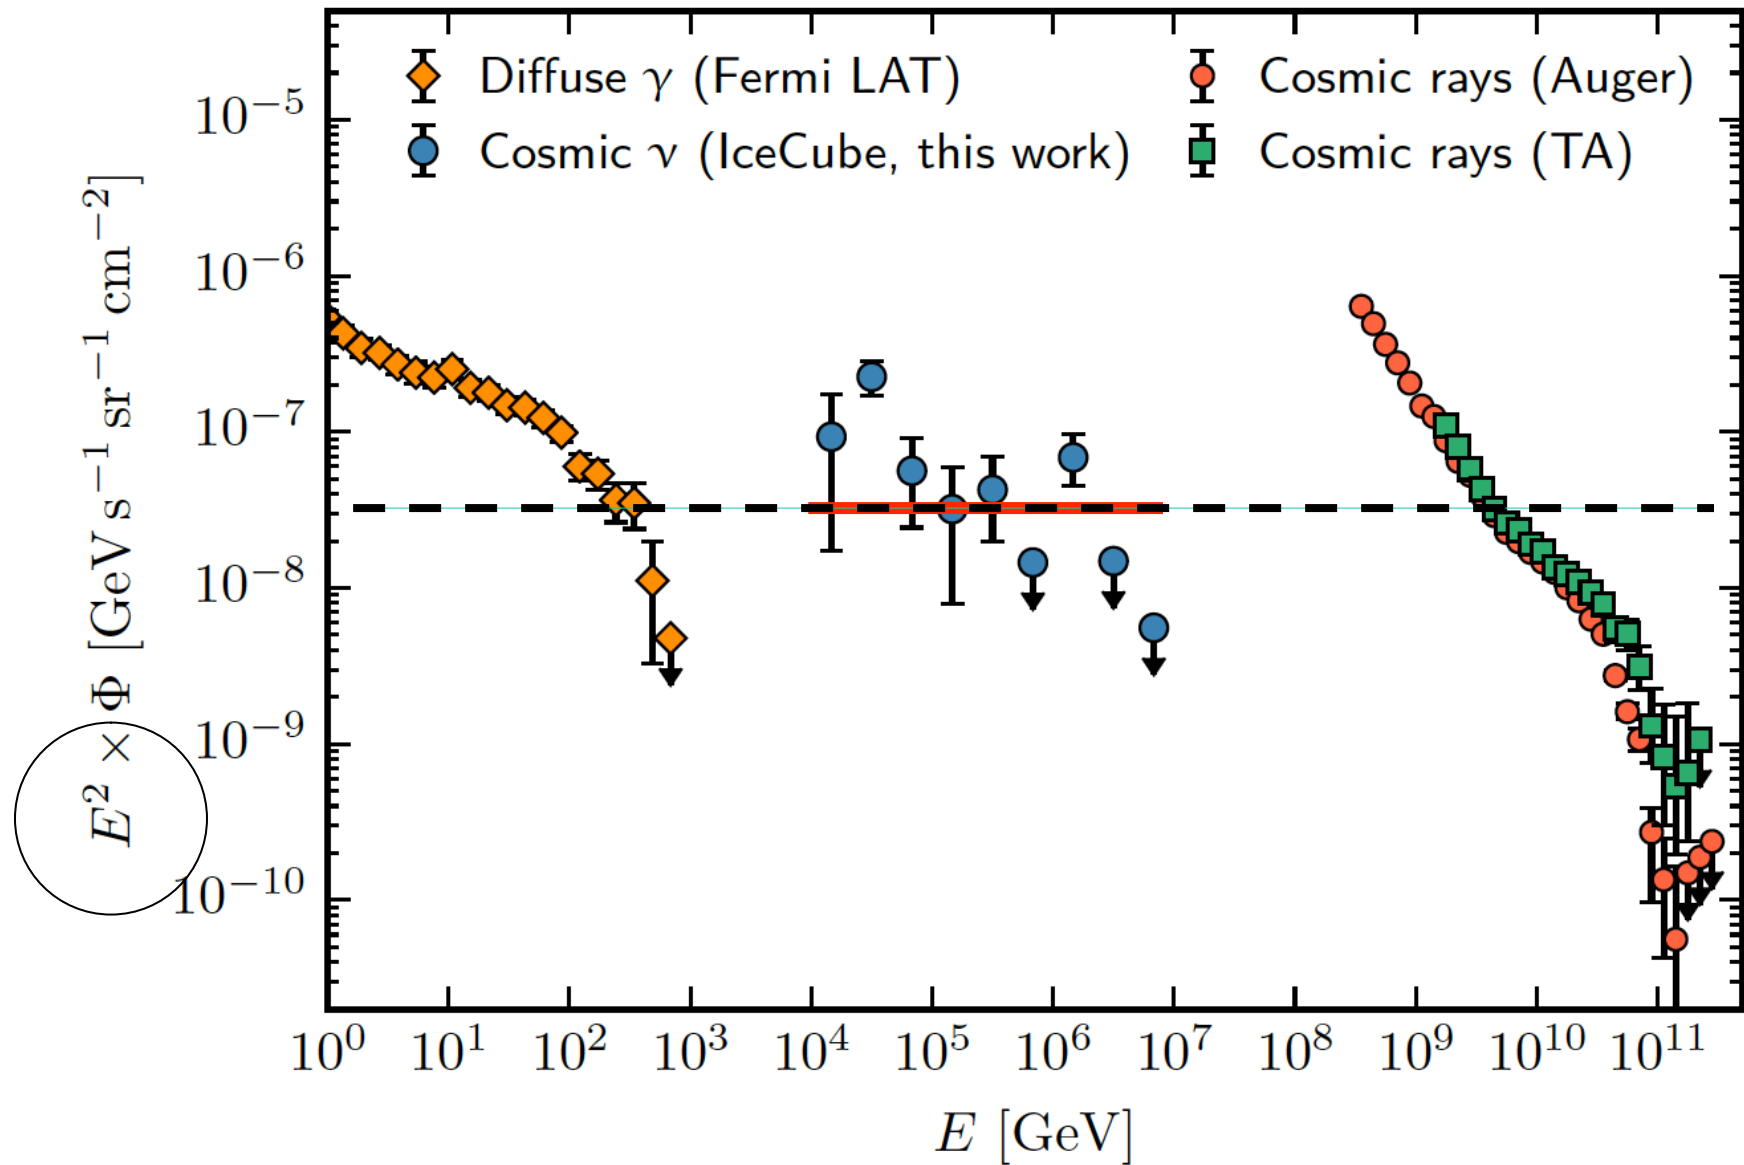 Diffuse γ (Fermi LAT)
Cosmic ν (IceCube, this work)
Cosmic rays (Auger)
Cosmic rays (TA)
E² × Φ [GeV s⁻¹ sr⁻¹ cm⁻²]
10⁻⁵
10⁻⁶
10⁻⁷
10⁻⁸
10⁻⁹
10⁻¹⁰
10⁰ 10¹ 10² 10³ 10⁴ 10⁵ 10⁶ 10⁷ 10⁸ 10⁹ 10¹⁰ 10¹¹
E [GeV]